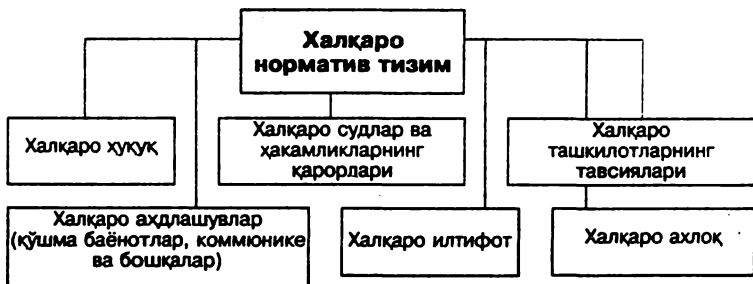 Халқаро
норматив тизим
Халқаро ҳуқуқ
Халқаро судлар ва
ҳакамликларнинг
қарорлари
Халқаро
ташкилотларнинг
тавсиялари
Халқаро аҳдлашувлар
(қўшма баёнотлар, коммюнике
ва бошқалар)
Халқаро илтифот
Халқаро ахлоқ